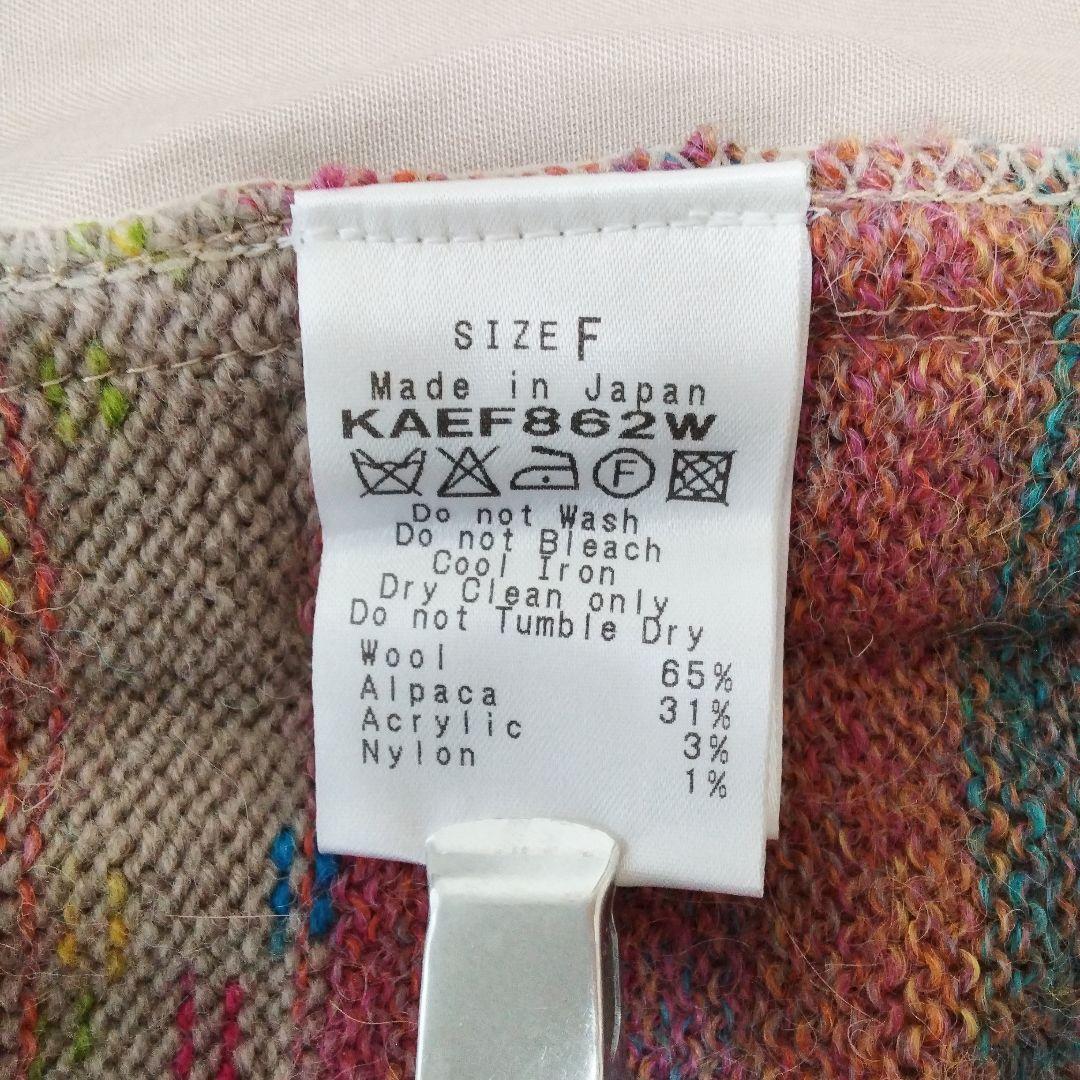 SIZE F
Made in Japan
KAEF862W
F
Do not Wash
Do not Bleach
Cool Iron
Dry Clean only
Do not Tumble Dry
Wool 65%
Alpaca 31%
Acrylic 3%
Nylon 1%